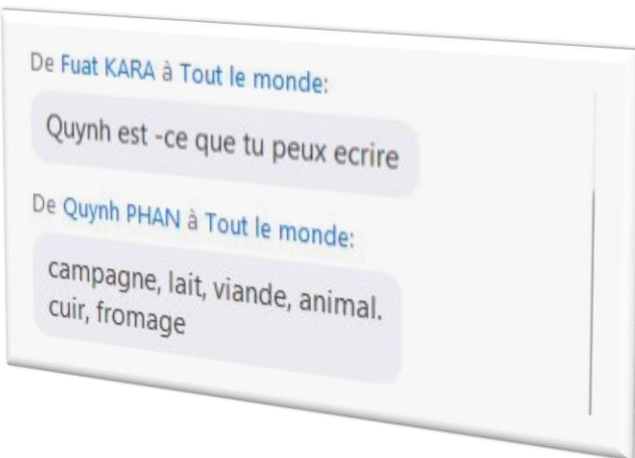 De Fuat KARA à Tout le monde:
Quynh est -ce que tu peux ecrire
De Quynh PHAN à Tout le monde:
campagne, lait, viande, animal.
cuir, fromage